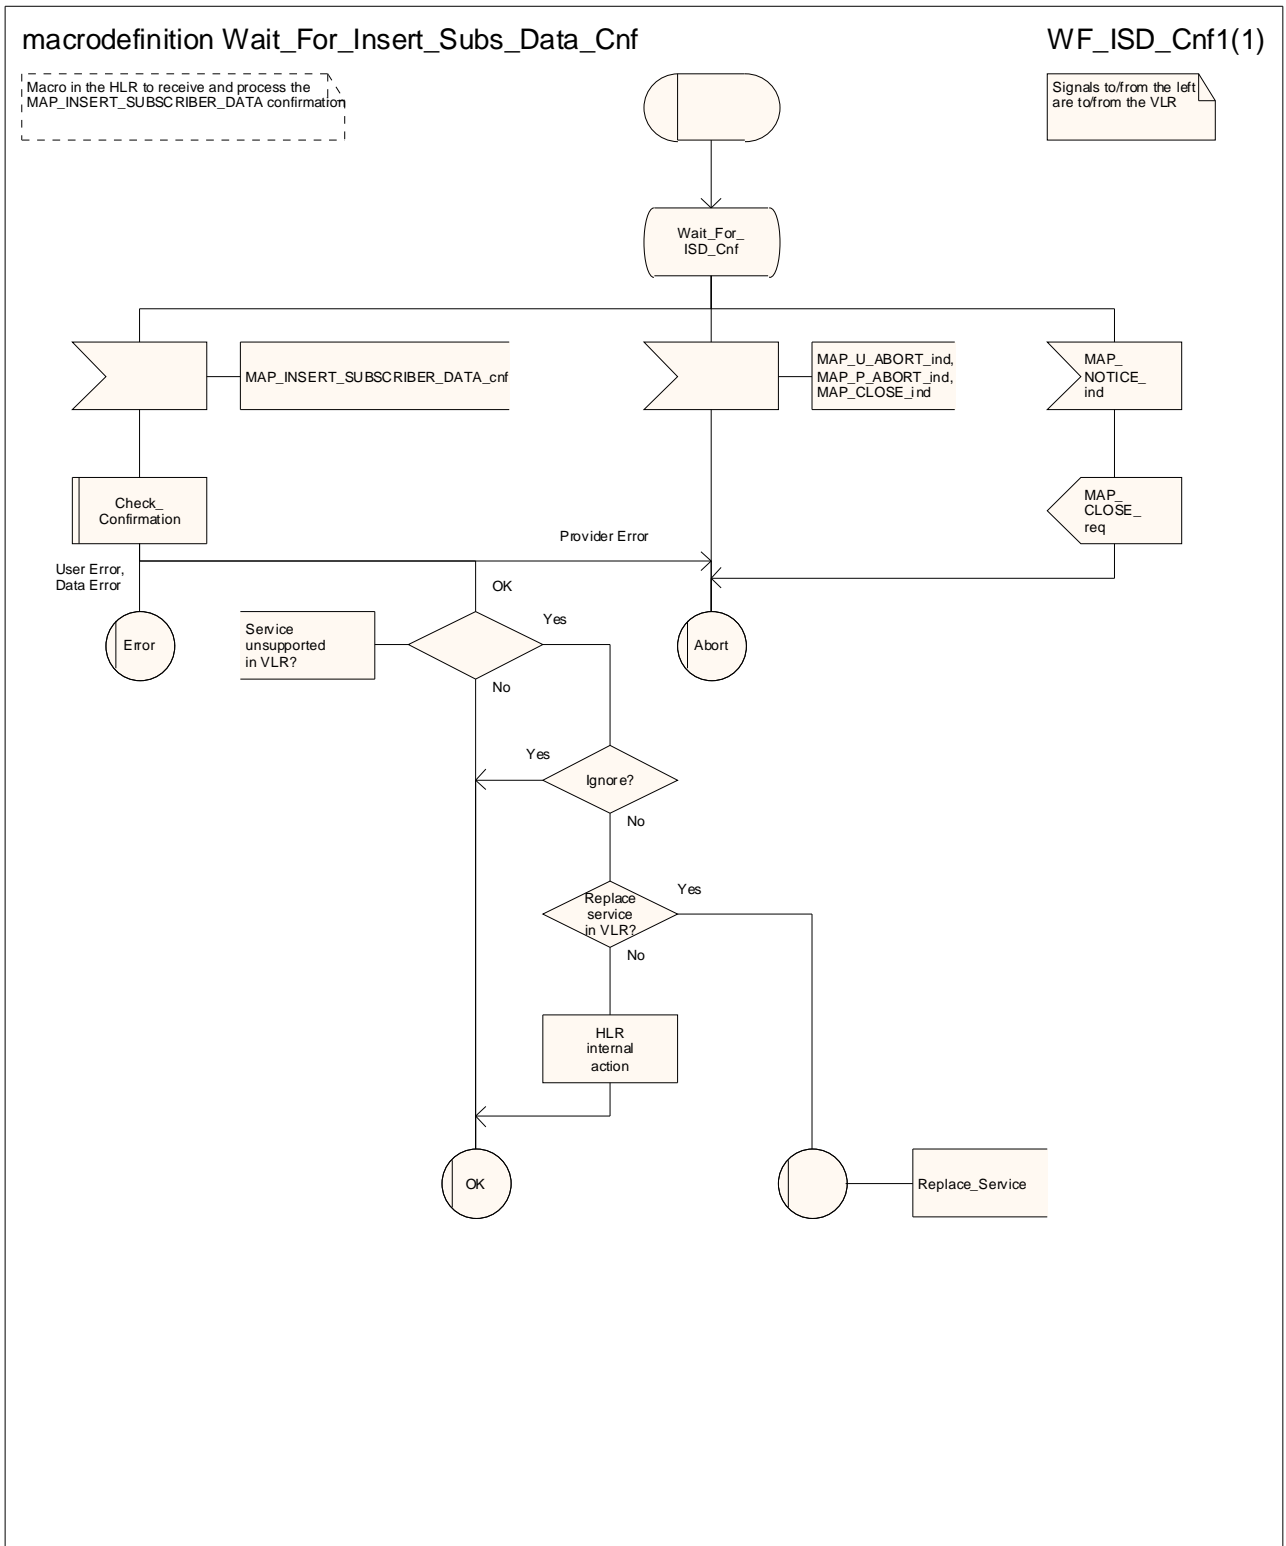 macrodefinition Wait_For_Insert_Subs_Data_Cnf
WF_ISD_Cnf1(1)
Macro in the HLR to receive and process the
MAP_INSERT_SUBSCRIBER_DATA confirmation
Signals to/from the left
are to/from the VLR
Wait_For_
ISD_Cnf
MAP_INSERT_SUBSCRIBER_DATA_cnf
MAP_U_ABORT_ind,
MAP_P_ABORT_ind,
MAP_CLOSE_ind
MAP_
NOTICE_
ind
Check_
Confirmation
MAP_
CLOSE_
req
Provider Error
User Error,
Data Error
OK
Error
Service
unsupported
in VLR?
Yes
Abort
No
Yes
Ignore?
No
Replace
service
in VLR?
Yes
No
HLR
internal
action
OK
Replace_Service